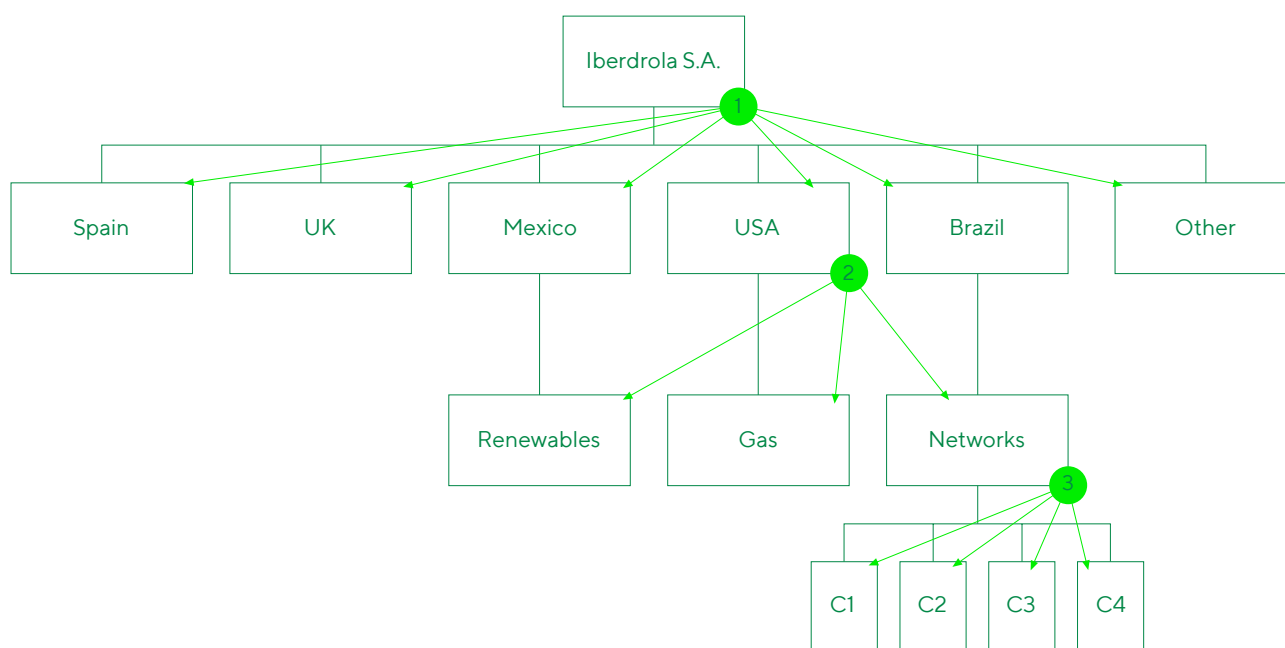 Iberdrola S.A.
1
Spain
UK
Mexico
USA
Brazil
Other
2
Renewables
Gas
Networks
3
C1
C2
C3
C4